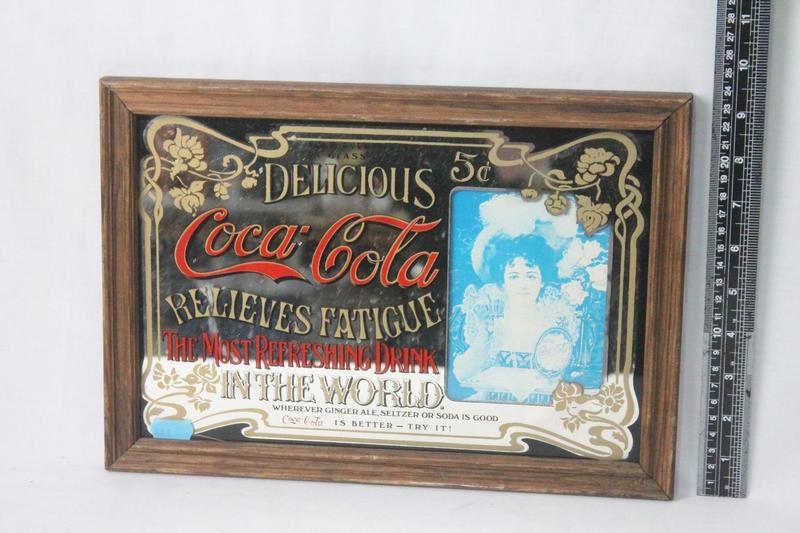 5¢
DELICIOUS
Coca-Cola
RELIEVES FATIGUE
THE MOST REFRESHING DRINK
IN THE WORLD.
WHEREVER GINGER ALE, SELTZER OR SODA IS GOOD
Coca-Cola IS BETTER — TRY IT!